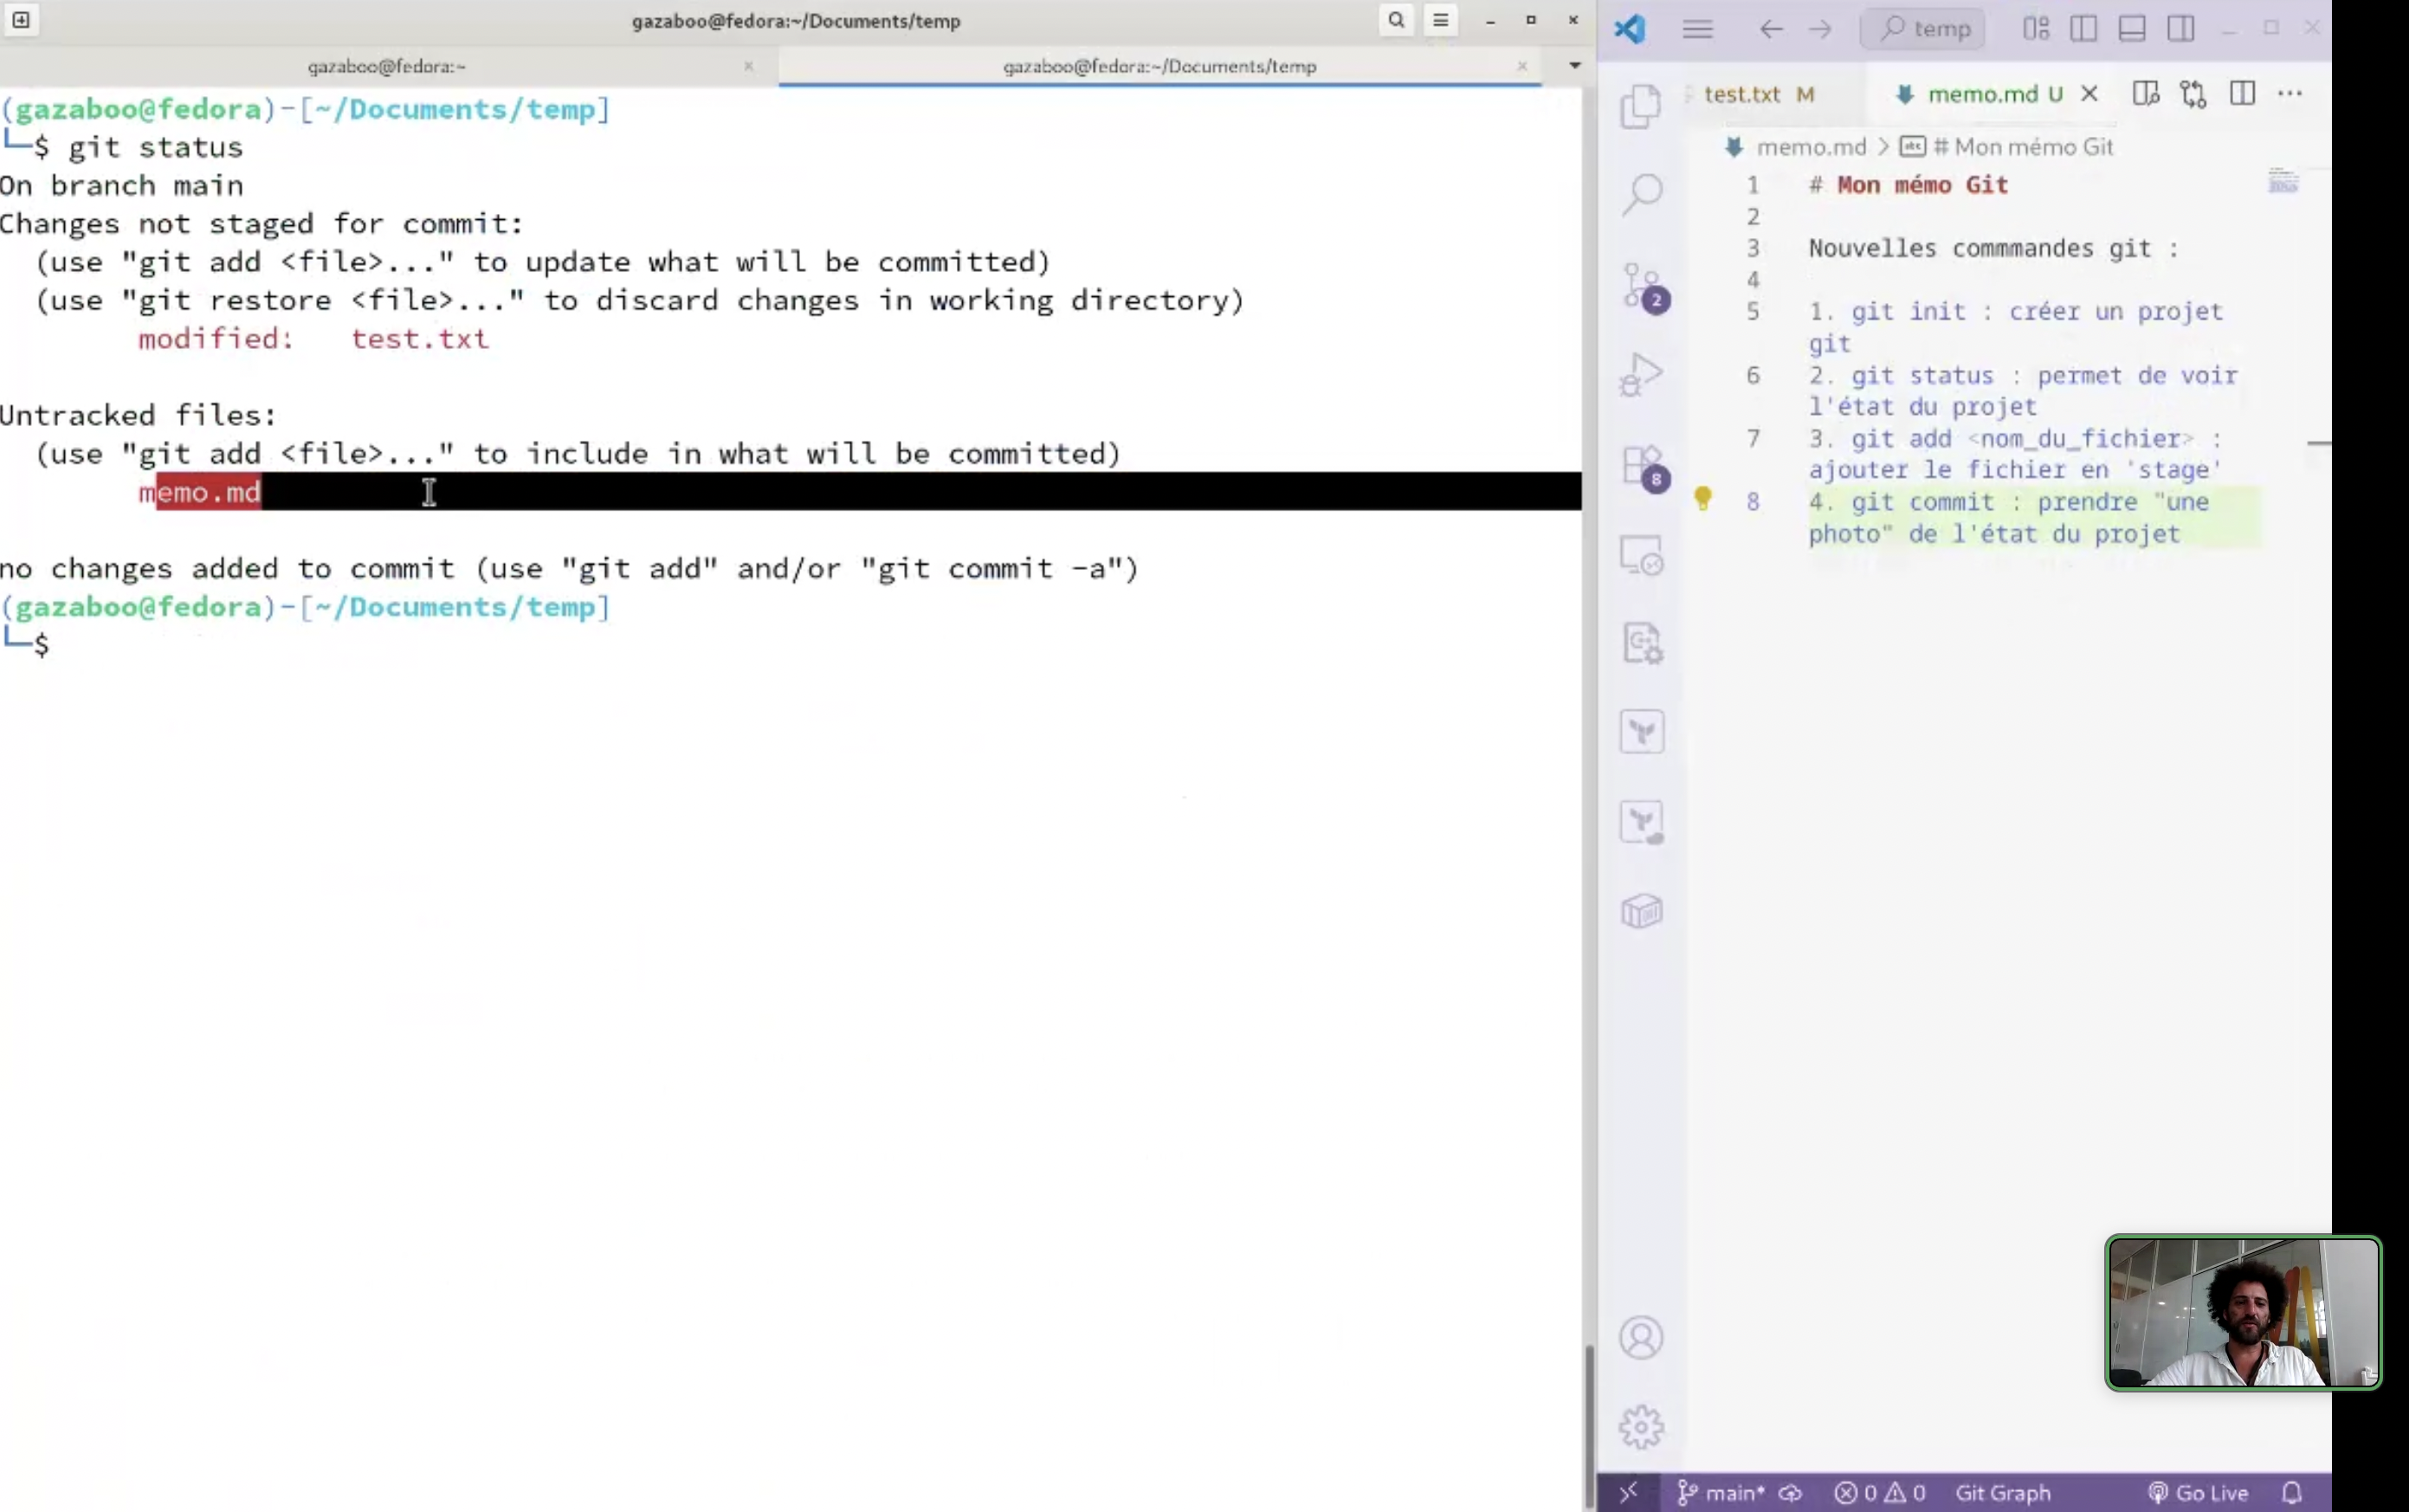 gazaboo@fedora:~/Documents/temp
gazaboo@fedora:~
gazaboo@fedora:~/Documents/temp
(gazaboo@fedora)-[~/Documents/temp]
└─$ git status
On branch main
Changes not staged for commit:
(use "git add <file>..." to update what will be committed)
(use "git restore <file>..." to discard changes in working directory)
modified: test.txt
Untracked files:
(use "git add <file>..." to include in what will be committed)
memo.md
no changes added to commit (use "git add" and/or "git commit -a")
(gazaboo@fedora)-[~/Documents/temp]
└─$
temp
test.txt M
memo.md U
memo.md > # Mon mémo Git
1 # Mon mémo Git
2
3 Nouvelles commmandes git :
4
5 1. git init : créer un projet
git
6 2. git status : permet de voir
l'état du projet
7 3. git add <nom_du_fichier> :
ajouter le fichier en 'stage'
8 4. git commit : prendre "une
photo" de l'état du projet
2
8
main* 0 0 Git Graph Go Live